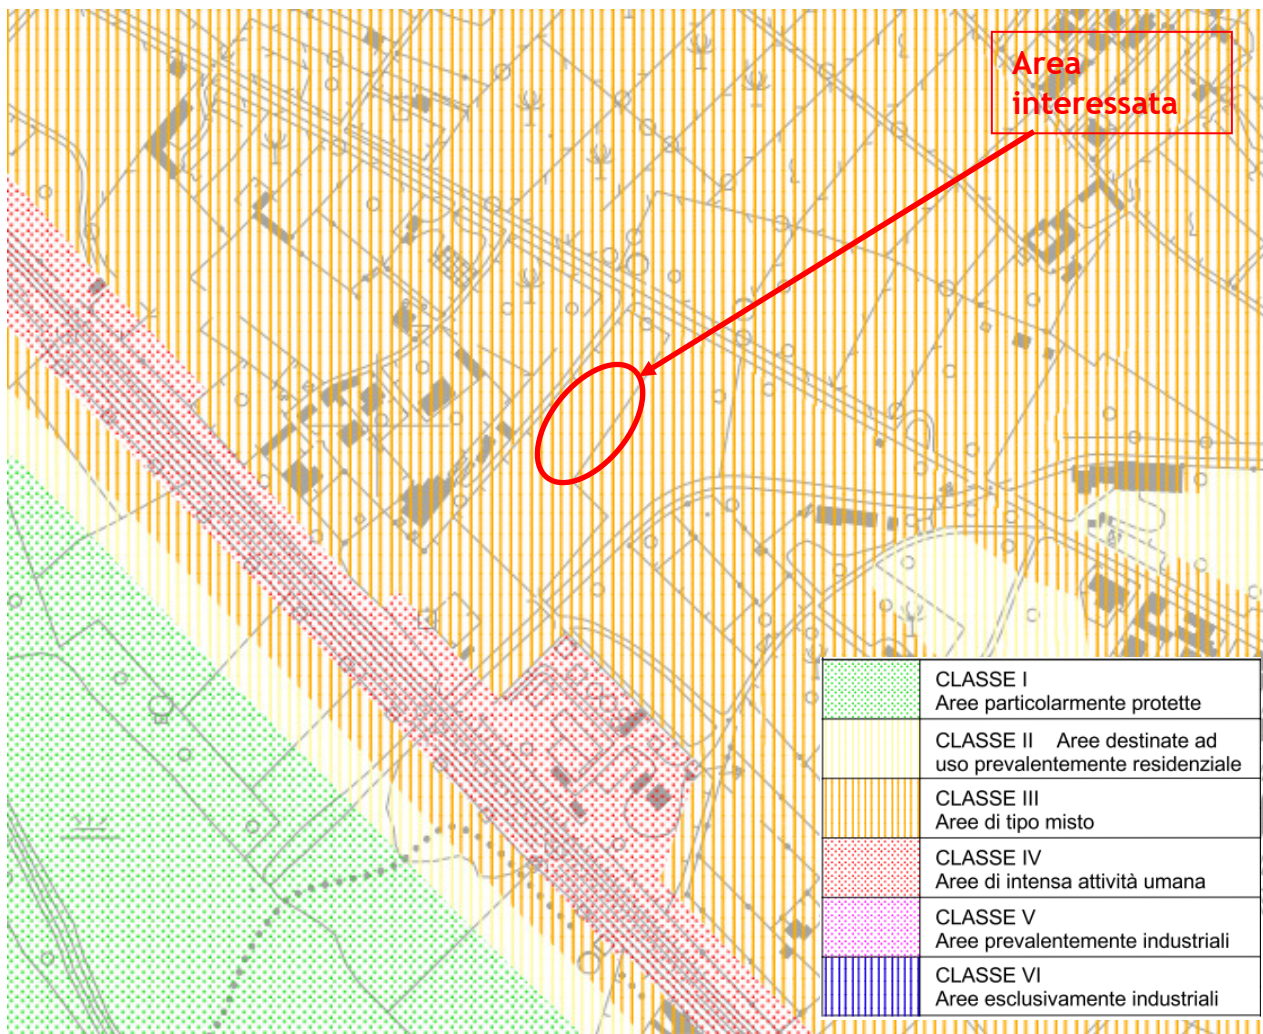 Area
interessata
CLASSE I
Aree particolarmente protette
CLASSE II Aree destinate ad
uso prevalentemente residenziale
CLASSE III
Aree di tipo misto
CLASSE IV
Aree di intensa attività umana
CLASSE V
Aree prevalentemente industriali
CLASSE VI
Aree esclusivamente industriali